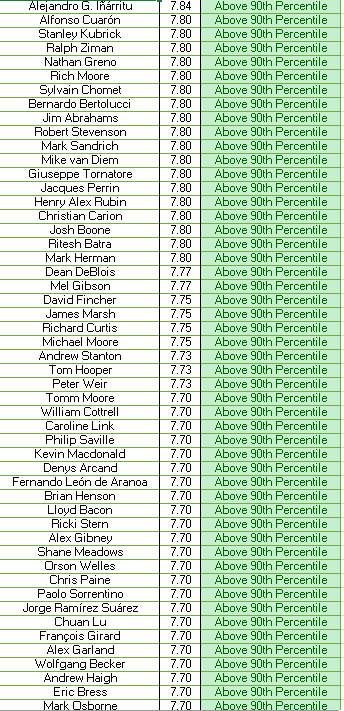 Alejandro G. Iñárritu 7.84 Above 90th Percentile
Alfonso Cuarón 7.80 Above 90th Percentile
Stanley Kubrick 7.80 Above 90th Percentile
Ralph Ziman 7.80 Above 90th Percentile
Nathan Greno 7.80 Above 90th Percentile
Rich Moore 7.80 Above 90th Percentile
Sylvain Chomet 7.80 Above 90th Percentile
Bernardo Bertolucci 7.80 Above 90th Percentile
Jim Abrahams 7.80 Above 90th Percentile
Robert Stevenson 7.80 Above 90th Percentile
Mark Sandrich 7.80 Above 90th Percentile
Mike van Diem 7.80 Above 90th Percentile
Giuseppe Tornatore 7.80 Above 90th Percentile
Jacques Perrin 7.80 Above 90th Percentile
Henry Alex Rubin 7.80 Above 90th Percentile
Christian Carion 7.80 Above 90th Percentile
Josh Boone 7.80 Above 90th Percentile
Ritesh Batra 7.80 Above 90th Percentile
Mark Herman 7.80 Above 90th Percentile
Dean DeBlois 7.77 Above 90th Percentile
Mel Gibson 7.77 Above 90th Percentile
David Fincher 7.75 Above 90th Percentile
James Marsh 7.75 Above 90th Percentile
Richard Curtis 7.75 Above 90th Percentile
Michael Moore 7.75 Above 90th Percentile
Andrew Stanton 7.73 Above 90th Percentile
Tom Hooper 7.73 Above 90th Percentile
Peter Weir 7.73 Above 90th Percentile
Tomm Moore 7.70 Above 90th Percentile
William Cottrell 7.70 Above 90th Percentile
Caroline Link 7.70 Above 90th Percentile
Philip Saville 7.70 Above 90th Percentile
Kevin Macdonald 7.70 Above 90th Percentile
Denys Arcand 7.70 Above 90th Percentile
Fernando León de Aranoa 7.70 Above 90th Percentile
Brian Henson 7.70 Above 90th Percentile
Lloyd Bacon 7.70 Above 90th Percentile
Ricki Stern 7.70 Above 90th Percentile
Alex Gibney 7.70 Above 90th Percentile
Shane Meadows 7.70 Above 90th Percentile
Orson Welles 7.70 Above 90th Percentile
Chris Paine 7.70 Above 90th Percentile
Paolo Sorrentino 7.70 Above 90th Percentile
Jorge Ramírez Suárez 7.70 Above 90th Percentile
Chuan Lu 7.70 Above 90th Percentile
François Girard 7.70 Above 90th Percentile
Alex Garland 7.70 Above 90th Percentile
Wolfgang Becker 7.70 Above 90th Percentile
Andrew Haigh 7.70 Above 90th Percentile
Eric Bress 7.70 Above 90th Percentile
Mark Osborne 7.70 Above 90th Percentile